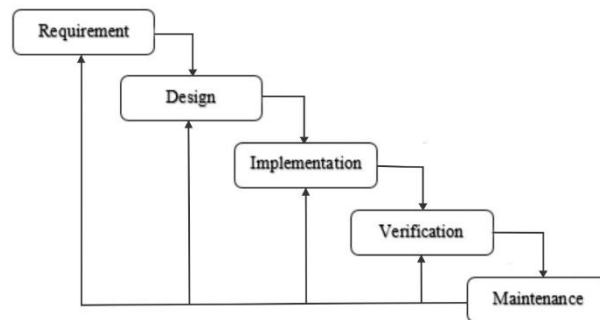 Requirement
Design
Implementation
Verification
Maintenance